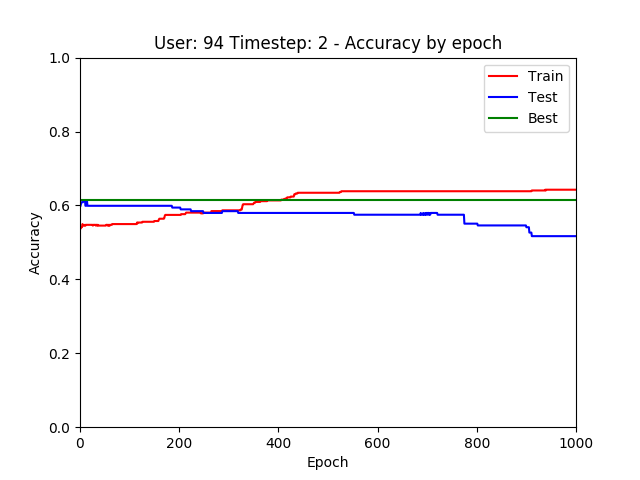 User: 94 Timestep: 2 - Accuracy by epoch
1.0
0.8
0.6
0.4
0.2
0.0
Accuracy
Train
Test
Best
0 200 400 600 800 1000
Epoch